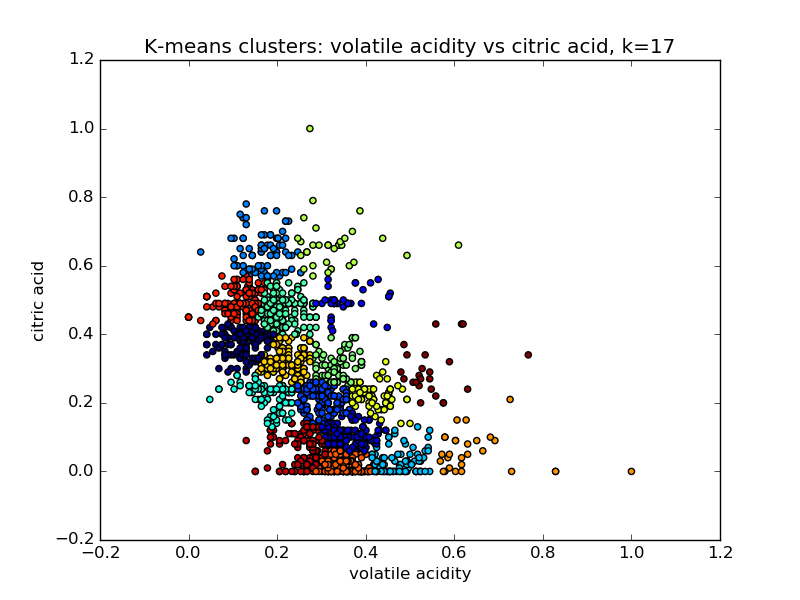 K-means clusters: volatile acidity vs citric acid, k=17
1.2
1.0
0.8
0.6
0.4
0.2
0.0
−0.2
citric acid
−0.2 0.0 0.2 0.4 0.6 0.8 1.0 1.2
volatile acidity